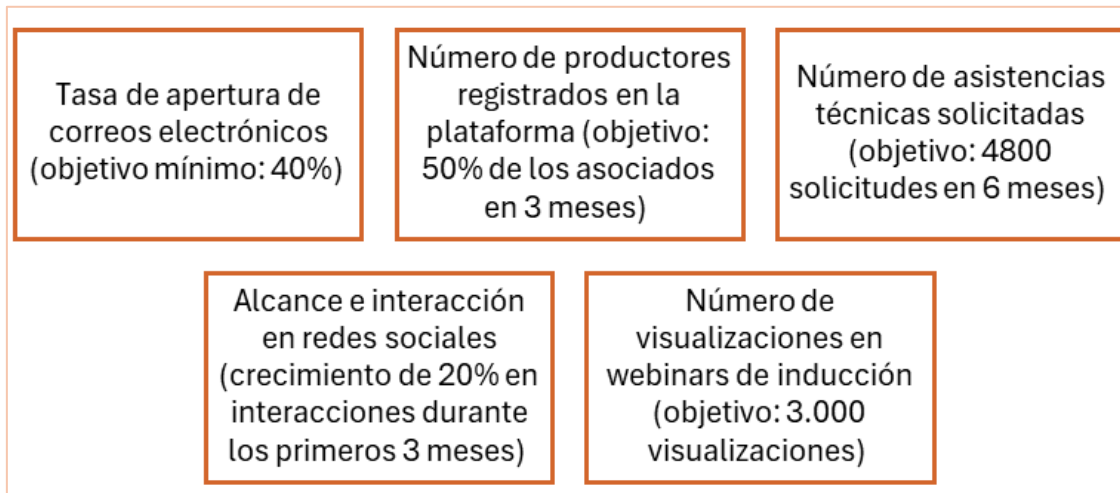 Tasa de apertura de
correos electrónicos
(objetivo mínimo: 40%)
Número de productores
registrados en la
plataforma (objetivo:
50% de los asociados
en 3 meses)
Número de asistencias
técnicas solicitadas
(objetivo: 4800
solicitudes en 6 meses)
Alcance e interacción
en redes sociales
(crecimiento de 20% en
interacciones durante
los primeros 3 meses)
Número de
visualizaciones en
webinars de inducción
(objetivo: 3.000
visualizaciones)